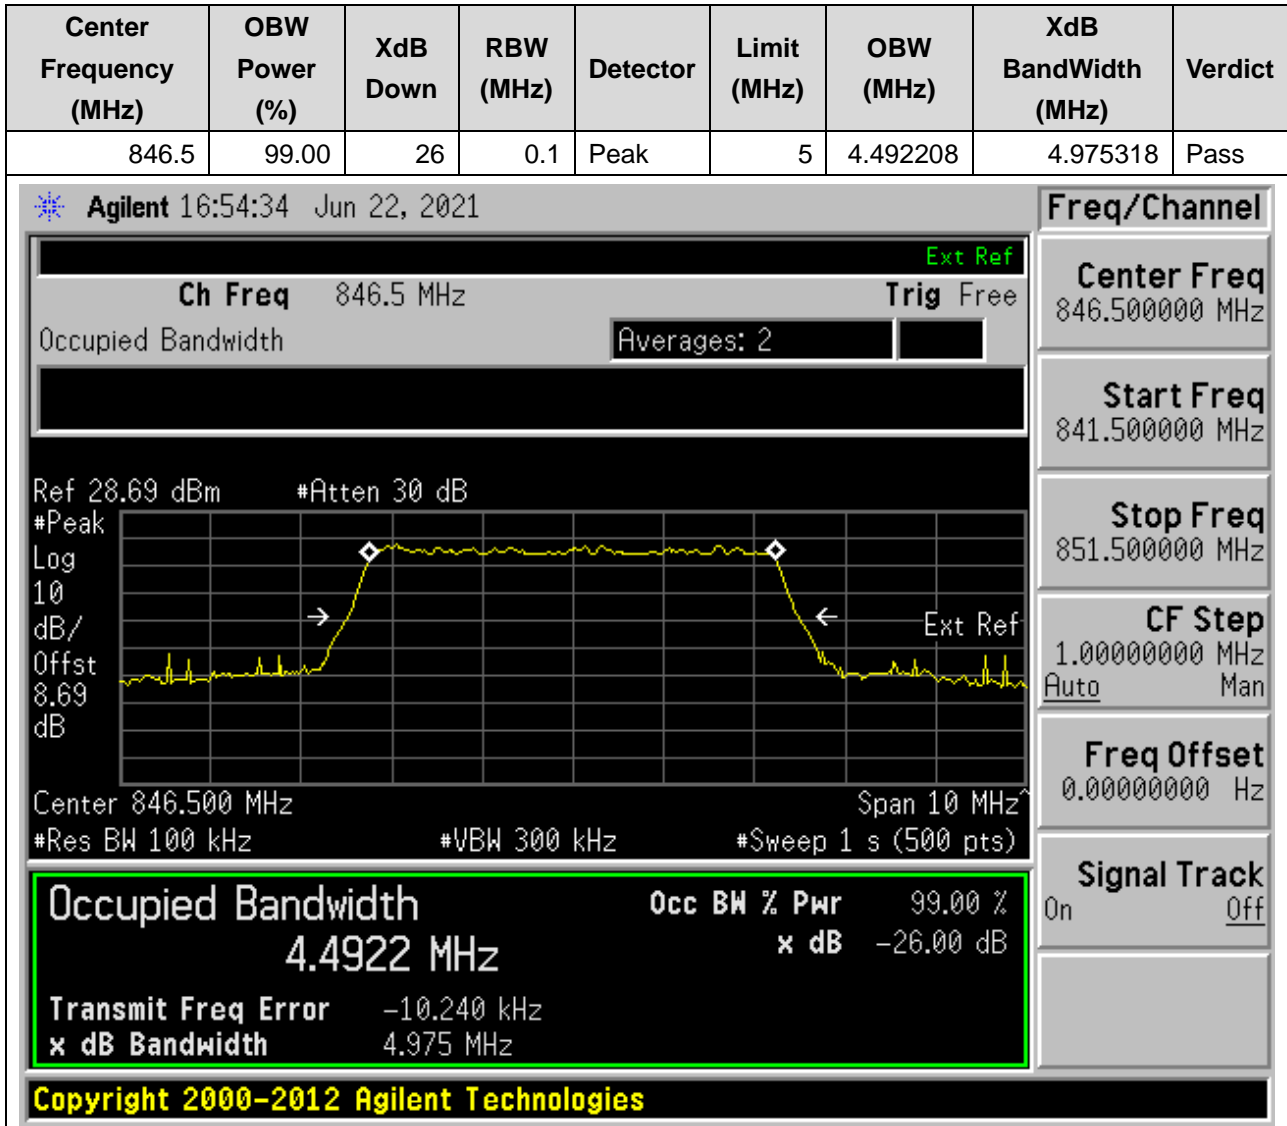 Center Frequency (MHz) OBW Power (%) XdB Down RBW (MHz) Detector Limit (MHz) OBW (MHz) XdB BandWidth (MHz) Verdict
846.5 99.00 26 0.1 Peak 5 4.492208 4.975318 Pass
Agilent 16:54:34 Jun 22, 2021
Freq/Channel
Ext Ref
Ch Freq 846.5 MHz Trig Free
Occupied Bandwidth Averages: 2
Center Freq
846.500000 MHz
Start Freq
841.500000 MHz
Stop Freq
851.500000 MHz
CF Step
1.00000000 MHz
Auto Man
Freq Offset
0.00000000 Hz
Signal Track
On Off
Ref 28.69 dBm #Atten 30 dB
#Peak
Log
10
dB/
Offst
8.69
dB
Ext Ref
Center 846.500 MHz Span 10 MHz^
#Res BW 100 kHz #VBW 300 kHz #Sweep 1 s (500 pts)
Occupied Bandwidth
4.4922 MHz
Occ BW % Pwr 99.00 %
x dB -26.00 dB
Transmit Freq Error -10.240 kHz
x dB Bandwidth 4.975 MHz
Copyright 2000-2012 Agilent Technologies